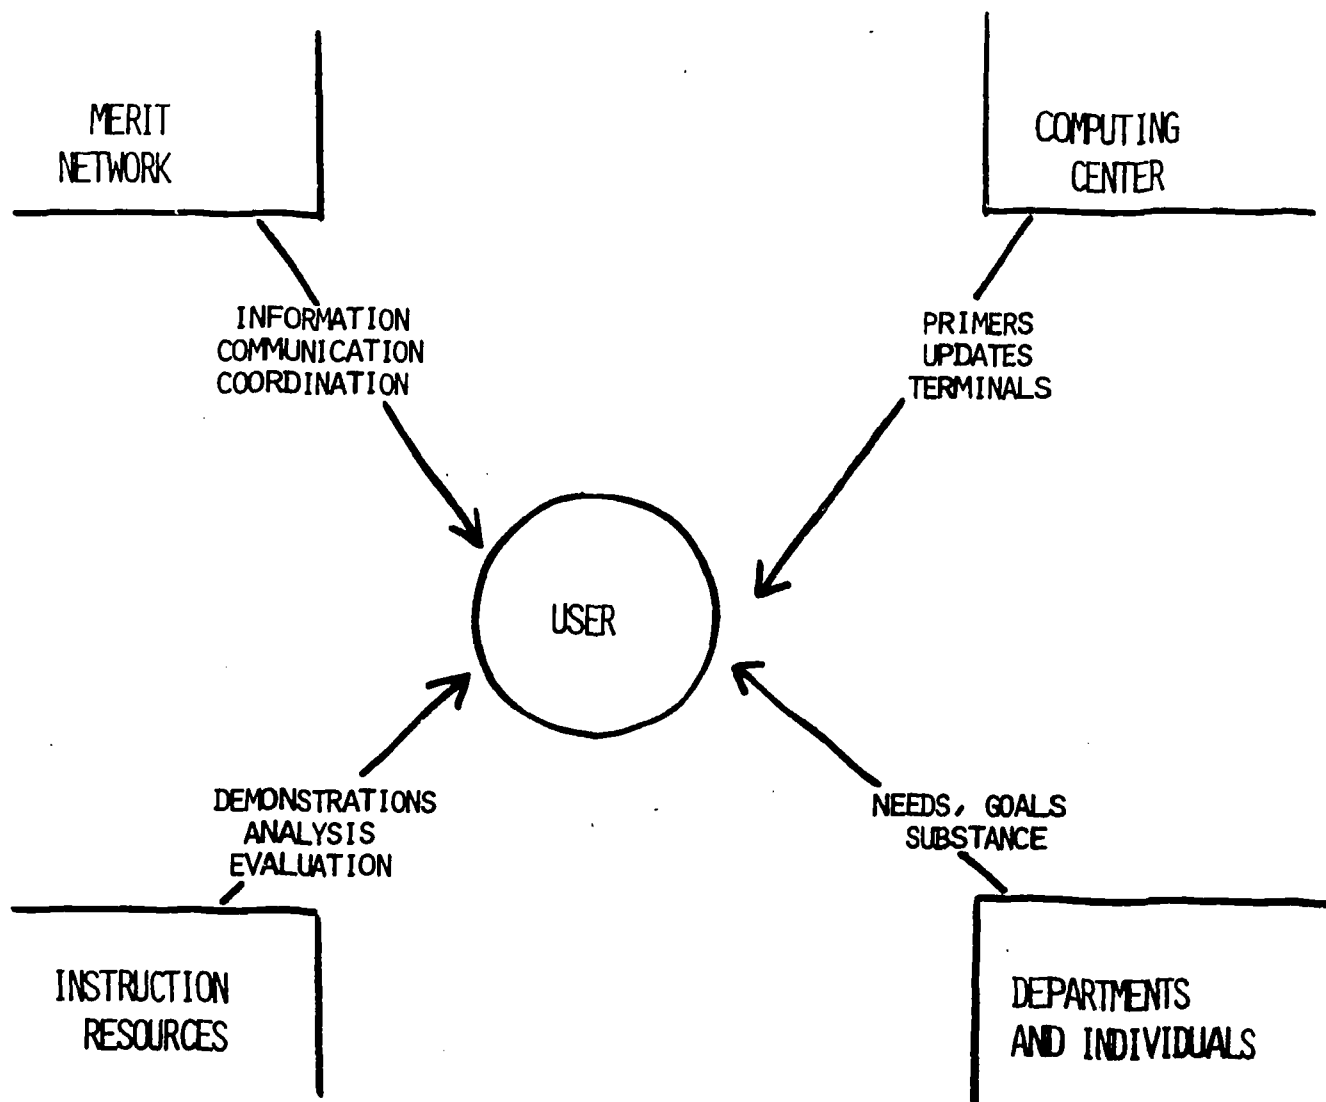 MERIT
NETWORK
COMPUTING
CENTER
INFORMATION
COMMUNICATION
COORDINATION
PRIMERS
UPDATES
TERMINALS
USER
DEMONSTRATIONS
ANALYSIS
EVALUATION
NEEDS, GOALS
SUBSTANCE
INSTRUCTION
RESOURCES
DEPARTMENTS
AND INDIVIDUALS